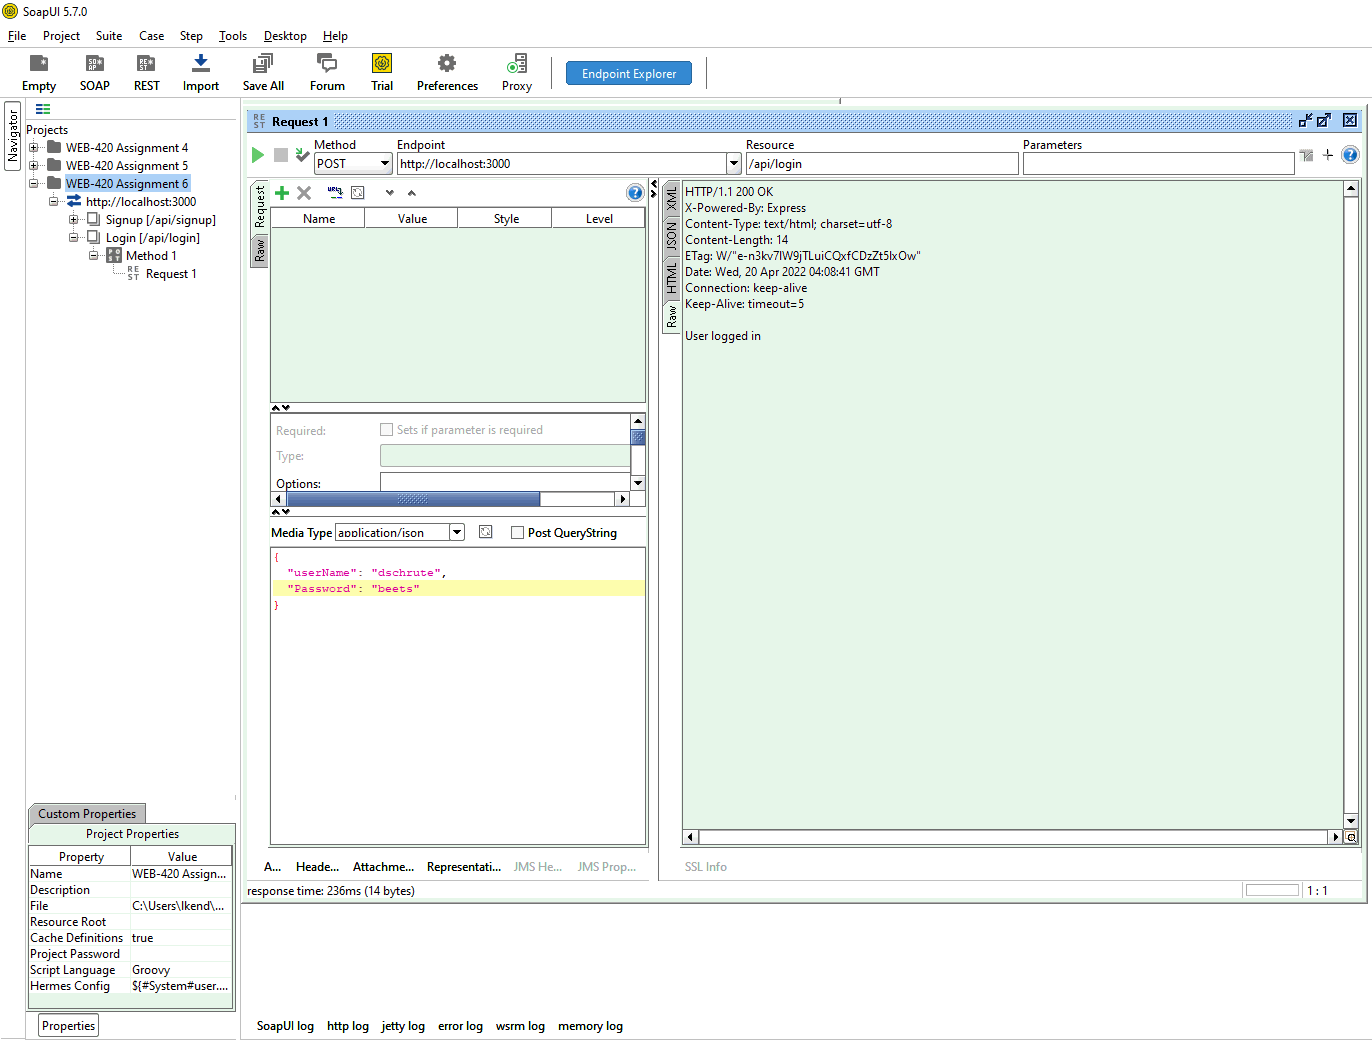 SoapUI 5.7.0
File Project Suite Case Step Tools Desktop Help
Empty SOAP REST Import Save All Forum Trial Preferences Proxy Endpoint Explorer
Navigator
Projects
WEB-420 Assignment 4
WEB-420 Assignment 5
WEB-420 Assignment 6
http://localhost:3000
Signup [/api/signup]
Login [/api/login]
Method 1
Request 1
Custom Properties
Project Properties
Property Value
Name WEB-420 Assign...
Description
File C:\Users\lkend\...
Resource Root
Cache Definitions true
Project Password
Script Language Groovy
Hermes Config ${#System#user....
Properties
Request 1
Method Endpoint Resource Parameters
POST http://localhost:3000 /api/login
Request
Raw
Name Value Style Level
Required: Sets if parameter is required
Type:
Options:
Media Type application/json Post QueryString
{
"userName": "dschrute",
"Password": "beets"
}
A... Heade... Attachme... Representati... JMS He... JMS Prop...
XML
JSON
HTML
Raw
HTTP/1.1 200 OK
X-Powered-By: Express
Content-Type: text/html; charset=utf-8
Content-Length: 14
Date: Wed, 20 Apr 2022 04:08:41 GMT
Connection: keep-alive
Keep-Alive: timeout=5
User logged in
SSL Info
response time: 236ms (14 bytes)
1 : 1
SoapUI log http log jetty log error log wsrm log memory log